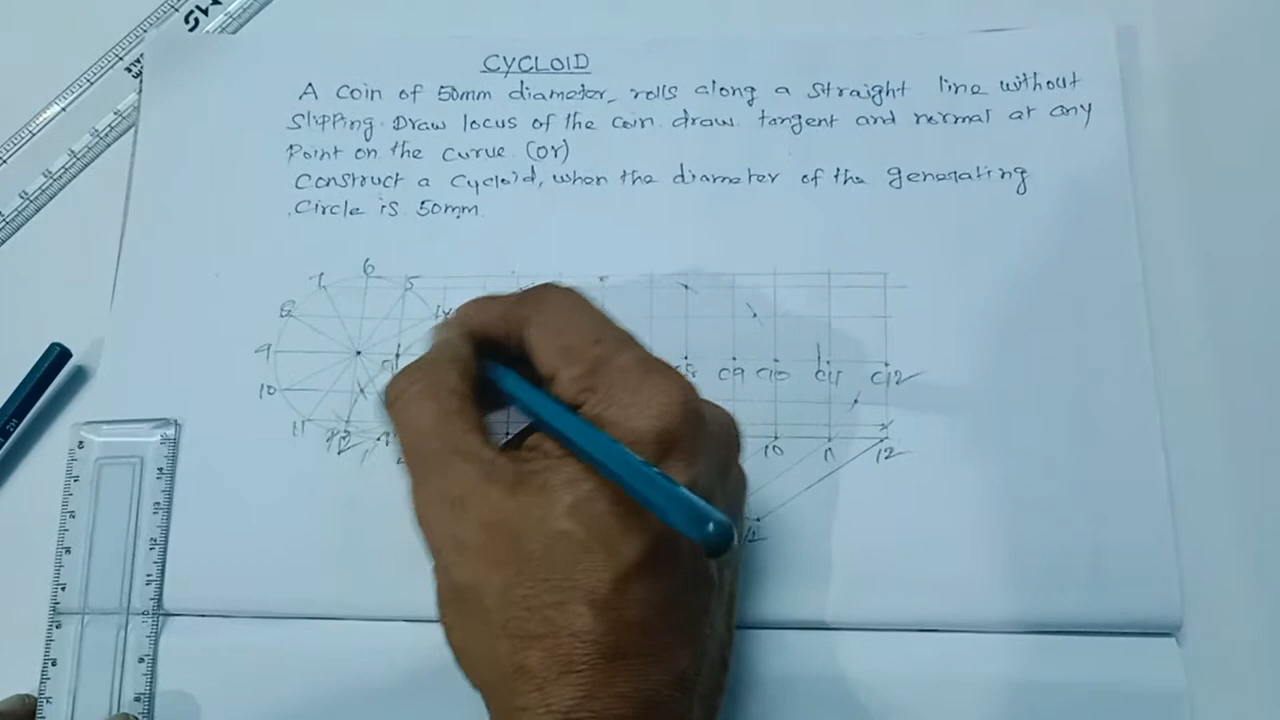 CYCLOID
A coin of 50mm diameter, rolls along a straight line without
Slipping. Draw locus of the coin. draw tangent and normal at any
Point on the curve (or)
Construct a cycloid, when the diameter of the generating
Circle is 50mm
6
7 5
8
9
10
11
C9 C10 C11 C12
10 11 12